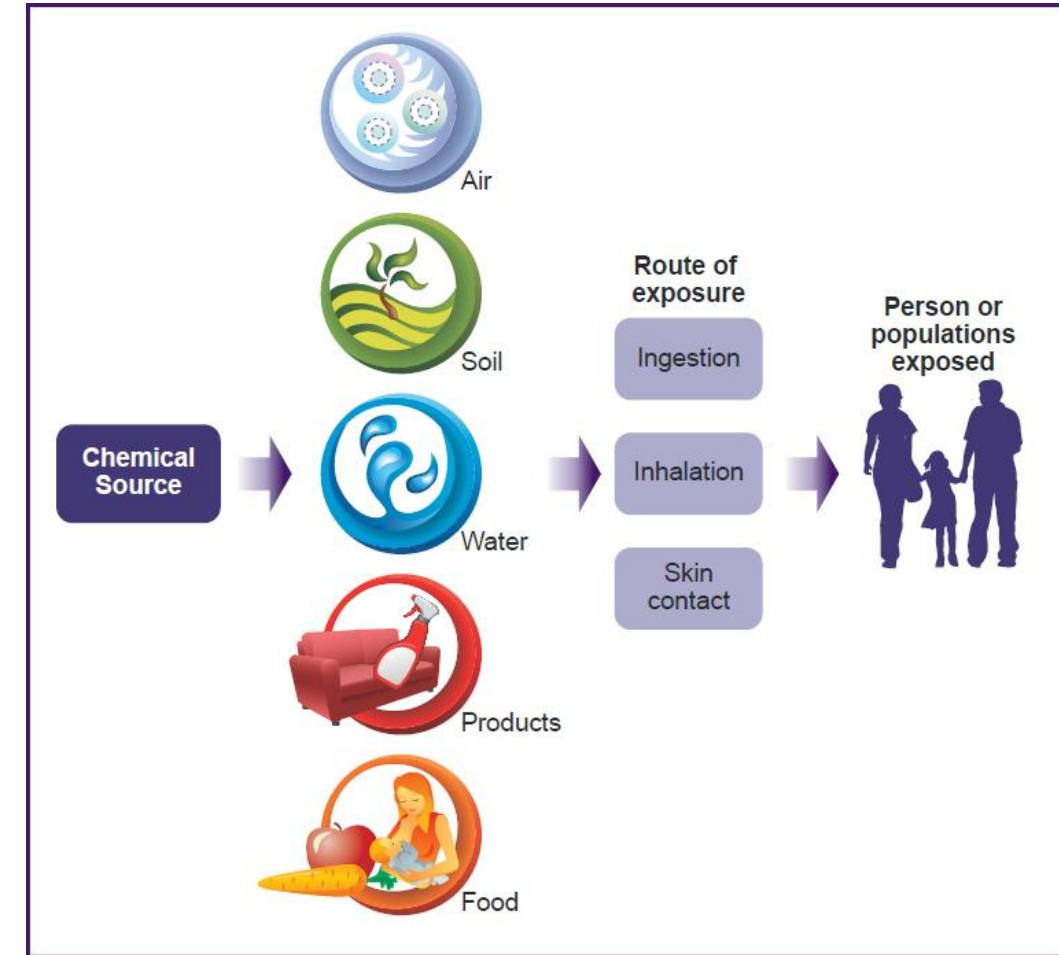 Chemical
Source
Air
Soil
Water
Products
Food
Route of
exposure
Ingestion
Inhalation
Skin
contact
Person or
populations
exposed